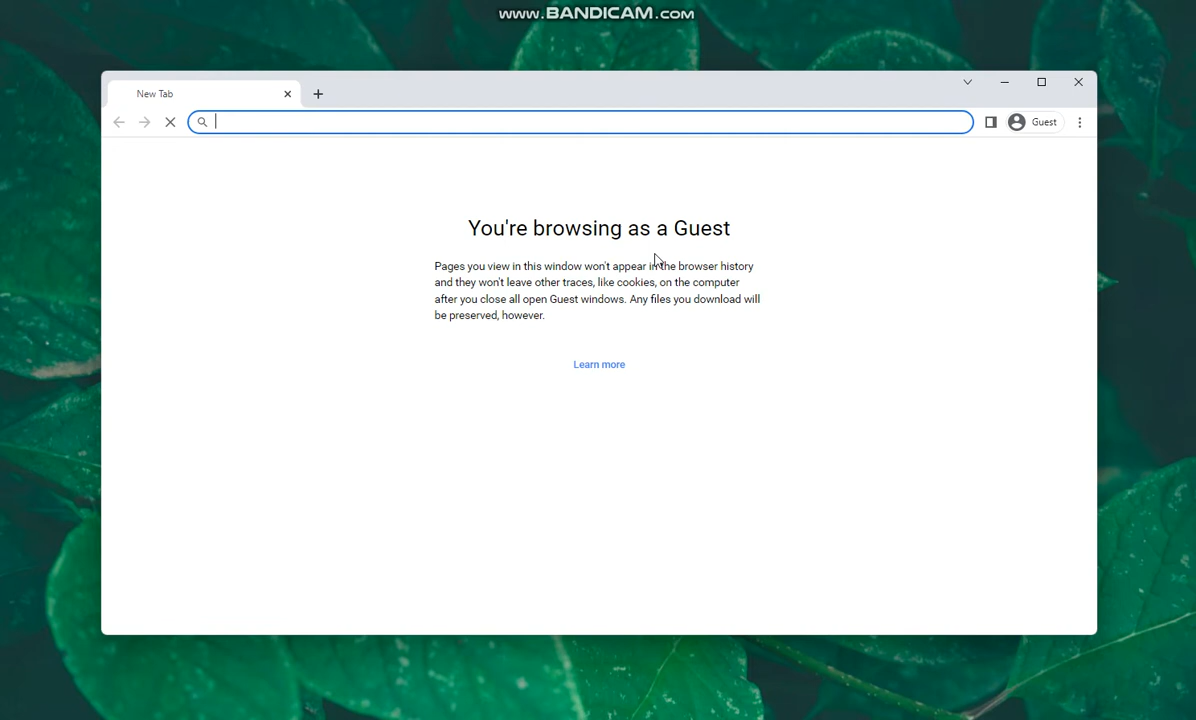 www.BANDICAM.com
New Tab
Guest
You're browsing as a Guest
Pages you view in this window won't appear in the browser history
and they won't leave other traces, like cookies, on the computer
after you close all open Guest windows. Any files you download will
be preserved, however.
Learn more